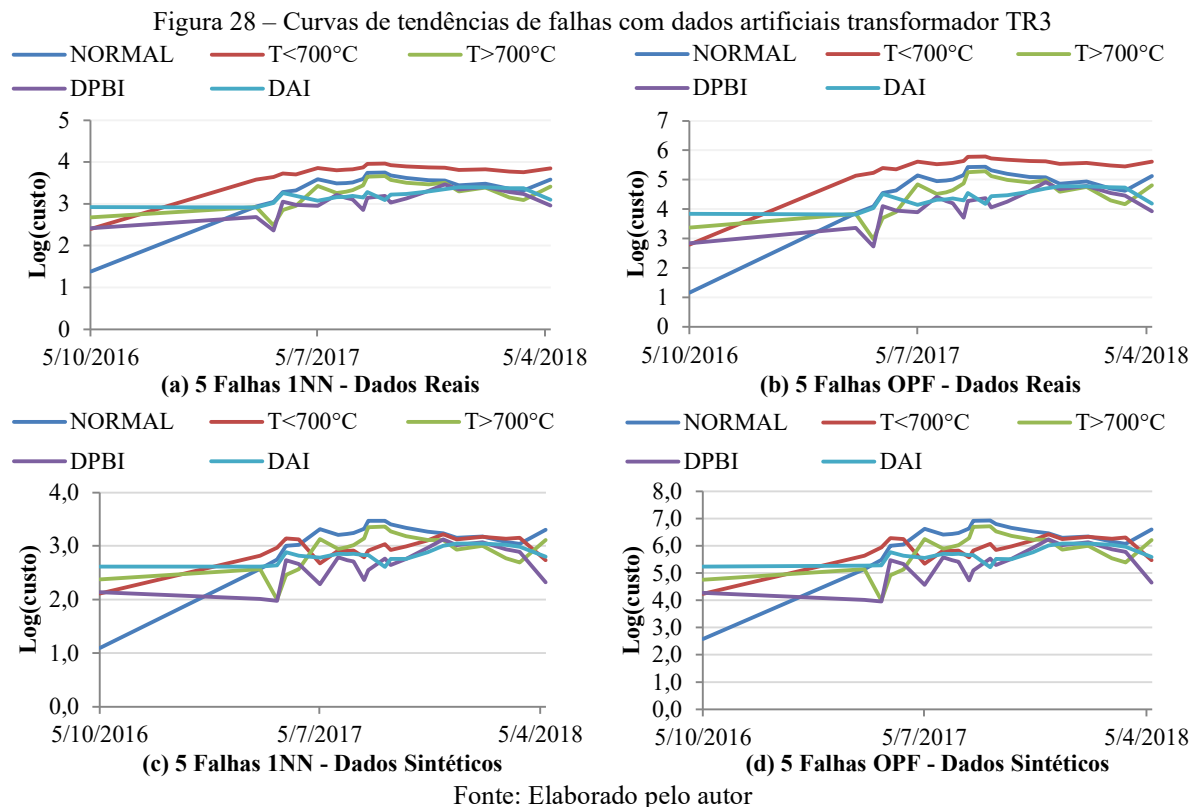 Figura 28 – Curvas de tendências de falhas com dados artificiais transformador TR3
NORMAL T<700°C T>700°C
DPBI DAI
Log(custo)
5
4
3
2
1
0
5/10/2016 5/7/2017 5/4/2018
(a) 5 Falhas 1NN - Dados Reais
NORMAL T<700°C T>700°C
DPBI DAI
Log(custo)
7
6
5
4
3
2
1
0
5/10/2016 5/7/2017 5/4/2018
(b) 5 Falhas OPF - Dados Reais
NORMAL T<700°C T>700°C
DPBI DAI
Log(custo)
4,0
3,0
2,0
1,0
0,0
5/10/2016 5/7/2017 5/4/2018
(c) 5 Falhas 1NN - Dados Sintéticos
NORMAL T<700°C T>700°C
DPBI DAI
Log(custo)
8,0
7,0
6,0
5,0
4,0
3,0
2,0
1,0
0,0
5/10/2016 5/7/2017 5/4/2018
(d) 5 Falhas OPF - Dados Sintéticos
Fonte: Elaborado pelo autor